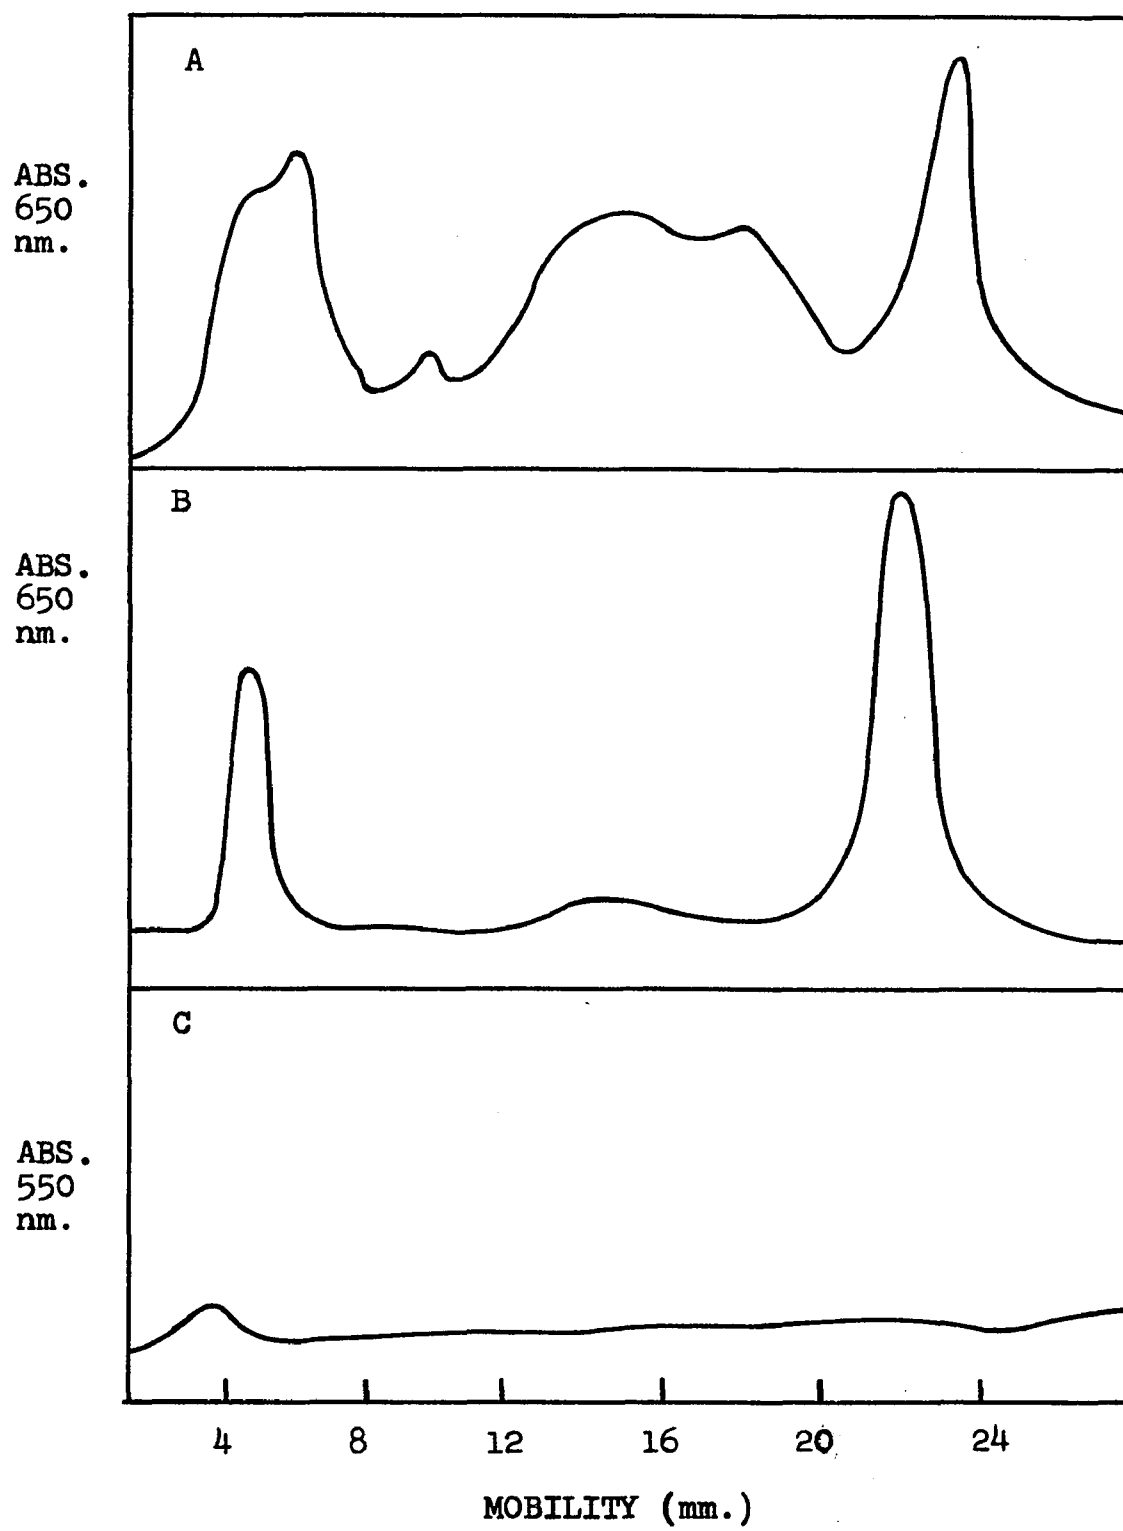 A
ABS.
650
nm.
B
ABS.
650
nm.
C
ABS.
550
nm.
4 8 12 16 20 24
MOBILITY (mm.)